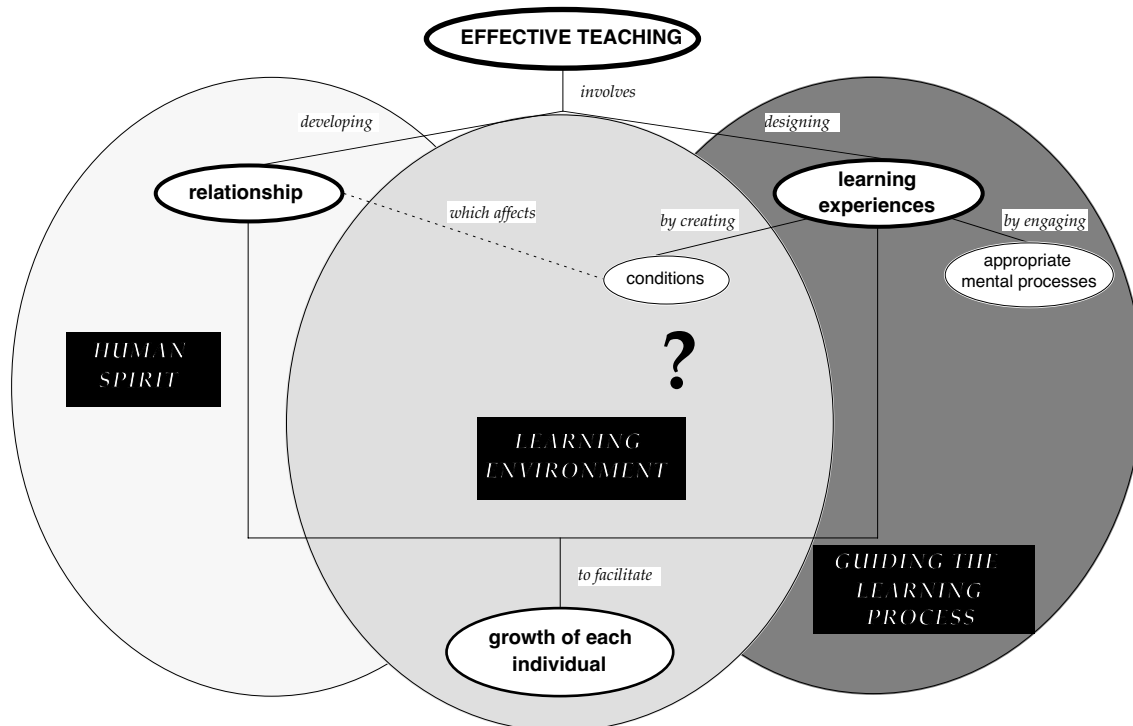 EFFECTIVE TEACHING
involves
developing
designing
relationship
learning
experiences
which affects
by creating
by engaging
conditions
appropriate
mental processes
HUMAN
SPIRIT
?
LEARNING
ENVIRONMENT
GUIDING THE
LEARNING
PROCESS
to facilitate
growth of each
individual